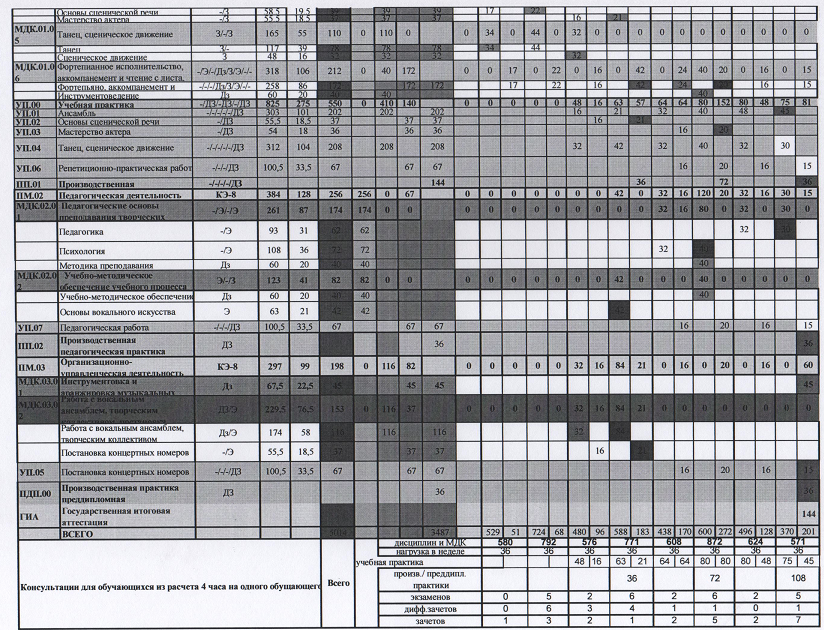 Основы сценической речи -/З 58,5 19,5 39 39 39 17 22
Мастерство актера -/З 55,5 18,5 37 37 37 16 21
МДК.01.05 Танец, сценическое движение З/-/З 165 55 110 0 110 0 0 0 34 0 44 0 32 0 0 0 0 0 0 0 0 0 0 0
Танец З/- 117 39 78 78 78 34 44
Сценическое движение З 48 16 32 32 32 32
МДК.01.06 Фортепианное исполнительство, аккомпанемент и чтение с листа, -/Э/-/Дз/З/Э/-/- 318 106 212 0 40 172 0 0 17 0 22 0 16 0 42 0 24 40 20 0 16 0 15
Фортепьяно, аккомпанемент и -/-/-/Дз/З/Э/-/- 258 86 172 172 172 17 22 16 42 24 20 16 15
Инструментоведение Дз 60 20 40 40 40
УП.00 Учебная практика -/ДЗ/-ДЗ/-/ДЗ 825 275 550 0 410 140 0 0 0 0 48 16 63 57 64 64 80 152 80 48 75 81
УП.01 Ансамбль -/-/-/-/-/ДЗ 303 101 202 202 202 16 21 32 40 48 45
УП.02 Основы сценической речи -/ДЗ 55,5 18,5 37 37 37 16 21
УП.03 Мастерство актера -/ДЗ 54 18 36 36 36 16 20
УП.04 Танец, сценическое движение -/-/-/-/-/ДЗ 312 104 208 208 208 32 42 32 40 32 30
УП.06 Репетиционно-практическая работ -/-/-/ДЗ 100,5 33,5 67 67 67 16 20 16 15
ПП.01 Производственная -/-/-/-/ДЗ 144 36 72 36
ПМ.02 Педагогическая деятельность КЭ-8 384 128 256 256 0 67 0 0 0 0 0 0 42 0 32 16 120 20 32 16 30 15
МДК.02.01 Педагогические основы преподавания творческих -/Э/-/Э 261 87 174 174 0 0 0 0 0 0 0 0 0 0 32 16 80 0 32 0 30 0
Педагогика -/Э 93 31 62 62 32 30
Психология -/Э 108 36 72 72 32 40
Методика преподавания Дз 60 20 40 40 40
МДК.02.02 Учебно-методическое обеспечение учебного процесса Э/-/З 123 41 82 82 0 0 0 0 0 0 0 0 42 0 0 0 40 0 0 0 0 0
Учебно-методическое обеспечени Дз 60 20 40 40 40
Основы вокального искусства Э 63 21 42 42
УП.07 Педагогическая работа -/-/-/ДЗ 100,5 33,5 67 67 67 16 20 16 15
ПП.02 Производственная педагогическая практика ДЗ 36 36
ПМ.03 Организационно-управленческая деятельность КЭ-8 297 99 198 0 116 82 0 0 0 0 32 16 84 21 0 16 0 20 0 16 0 60
МДК.03.01 Инструментовка и аранжировка музыкальных Дз 67,5 22,5 45 45 45 45
МДК.03.02 Работа с вокальным ансамблем, творческим ДЗ/Э 229,5 76,5 153 0 116 37 0 0 0 0 32 16 84 21 0 0 0 0 0 0 0 0
Работа с вокальным ансамблем, творческим коллективом Дз/Э 174 58 116 116 116 32
Постановка концертных номеров -/Э 55,5 18,5 37 37 37 16 21
УП.05 Постановка концертных номеров -/-/-/ДЗ 100,5 33,5 67 67 67 16 20 16 15
ПДП.00 Производственная практика преддипломная ДЗ 36 36
ГИА Государственная итоговая аттестация 144
ВСЕГО 3487 529 51 724 68 480 96 588 183 438 170 600 272 496 128 370 201
дисциплин и МДК 580 792 576 771 608 872 624 571
нагрузка в неделе 36 36 36 36 36 36 36 36
учебная практика 48 16 63 21 64 64 80 80 80 48 75 45
Консультации для обучающихся из расчета 4 часа на одного обущающего Всего
произв./ преддипл. практики 36 72 108
экзаменов 0 5 2 6 2 6 2 5
дифф.зачетов 0 6 3 4 1 1 0 1
зачетов 1 3 2 1 2 5 2 7